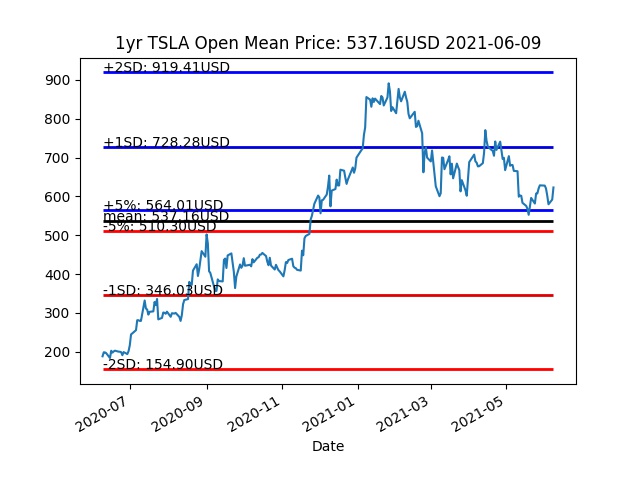 1yr TSLA Open Mean Price: 537.16USD 2021-06-09
900
800
700
600
500
400
300
200
+2SD: 919.41USD
+1SD: 728.28USD
+5%: 564.01USD
mean: 537.16USD
-5%: 510.30USD
-1SD: 346.03USD
-2SD: 154.90USD
2020-07
2020-09
2020-11
2021-01
2021-03
2021-05
Date